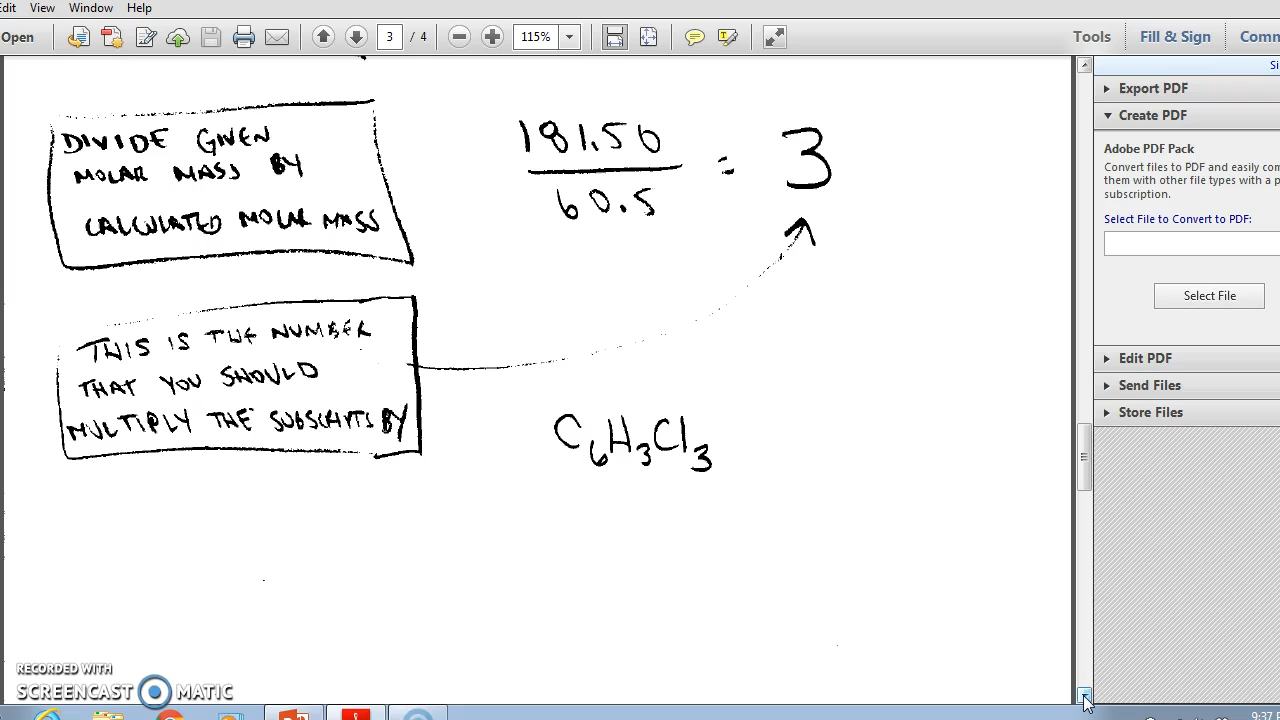 Edit View Window Help
Open 3 / 4 115% Tools Fill & Sign Comm
Export PDF
Create PDF
Adobe PDF Pack
Convert files to PDF and easily com
them with other file types with a p
subscription.
Select File to Convert to PDF:
Select File
Edit PDF
Send Files
Store Files
DIVIDE GIVEN
MOLAR MASS BY
CALCULATED MOLAR MASS
181.50
60.5
= 3
THIS IS THE NUMBER
THAT YOU SHOULD
MULTIPLY THE SUBSCRIPTS BY
C6H3Cl3
RECORDED WITH
SCREENCAST MATIC